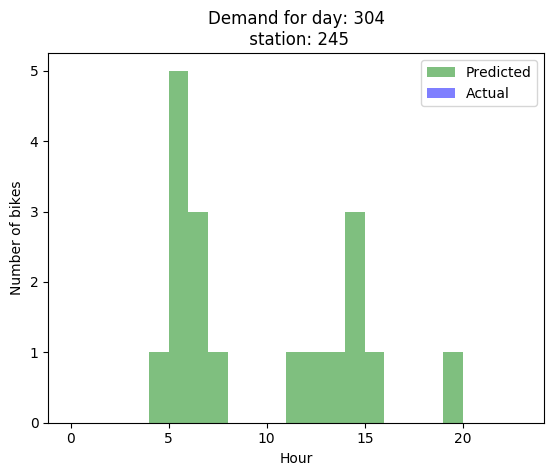 Demand for day: 304
station: 245
Predicted
Actual
Number of bikes
5
4
3
2
1
0
0 5 10 15 20
Hour